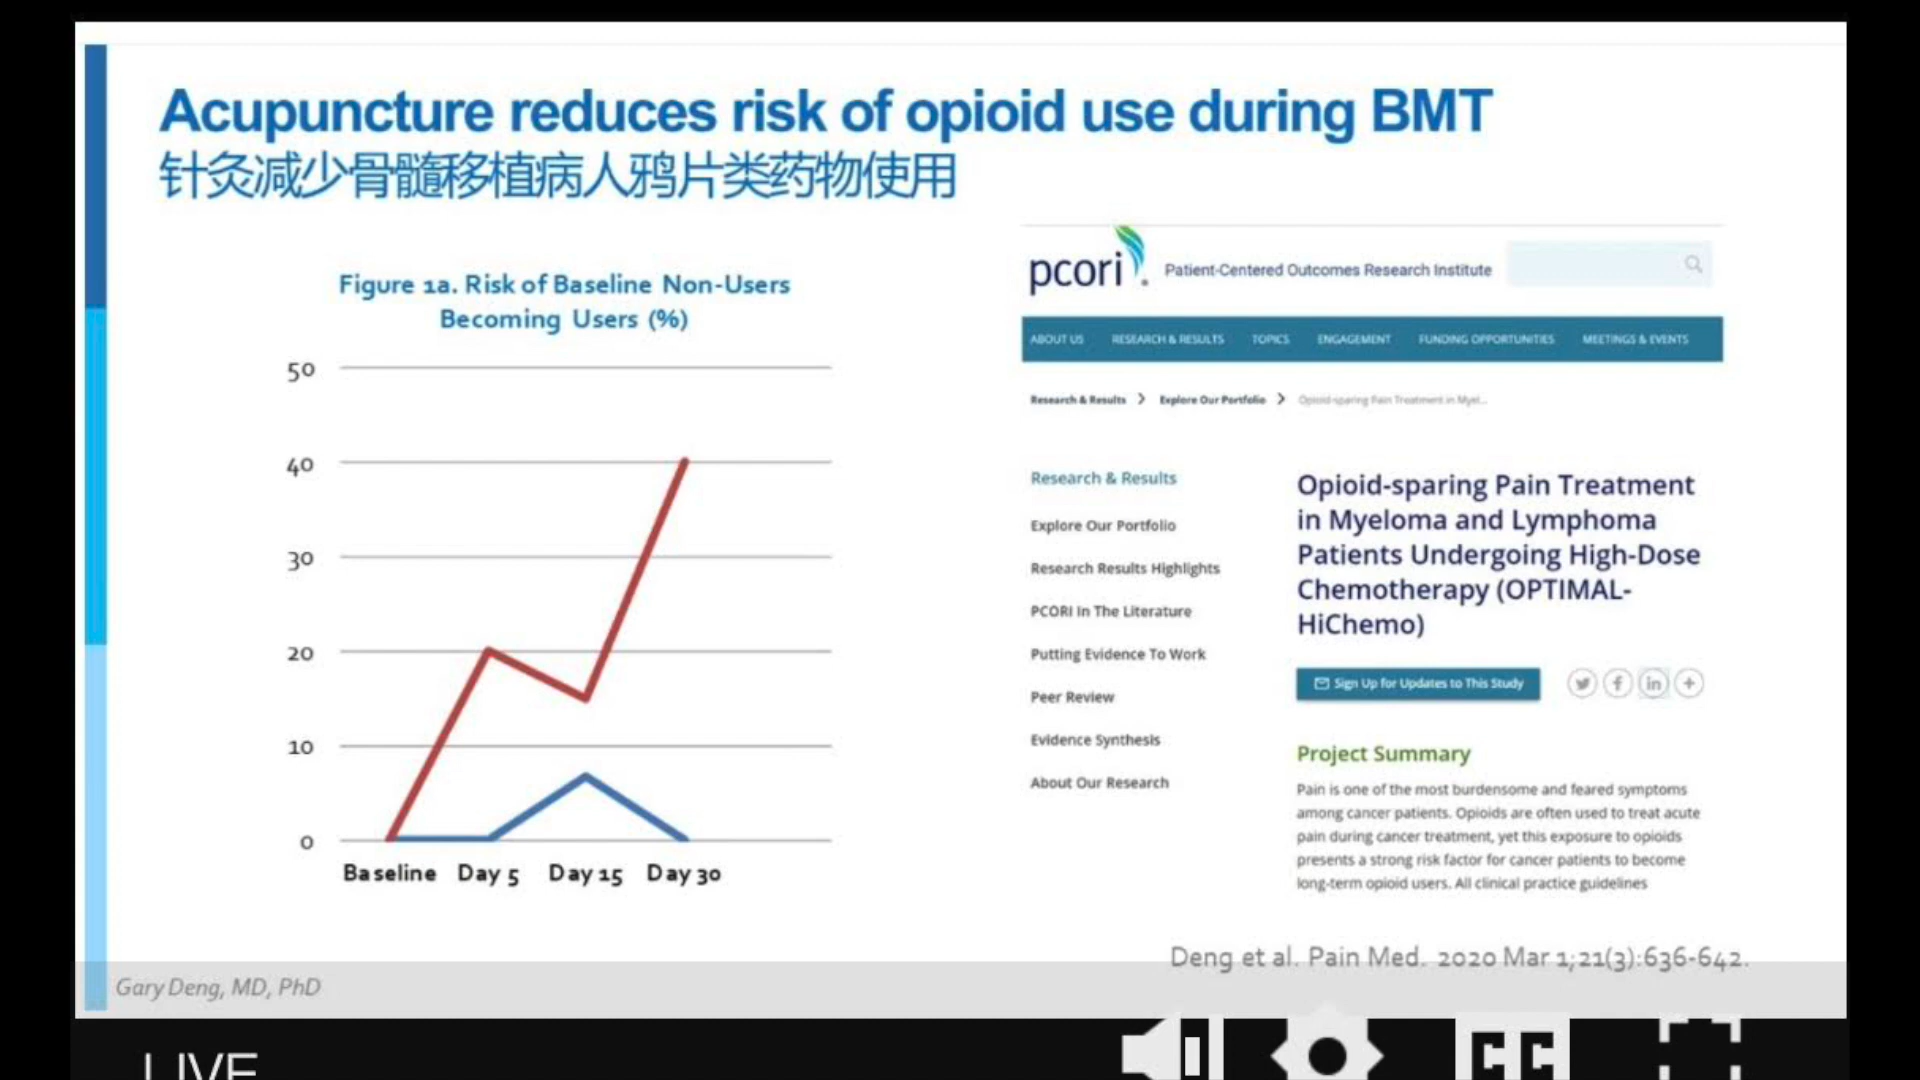 Acupuncture reduces risk of opioid use during BMT
针灸减少骨髓移植病人鸦片类药物使用
Figure 1a. Risk of Baseline Non-Users
Becoming Users (%)
50
40
30
20
10
0
Baseline Day 5 Day 15 Day 30
pcori. Patient-Centered Outcomes Research Institute
ABOUT US RESEARCH & RESULTS TOPICS ENGAGEMENT FUNDING OPPORTUNITIES MEETINGS & EVENTS
Research & Results > Explore Our Portfolio > Opioid-sparing Pain Treatment in Myel...
Research & Results
Explore Our Portfolio
Research Results Highlights
PCORI In The Literature
Putting Evidence To Work
Peer Review
Evidence Synthesis
About Our Research
Opioid-sparing Pain Treatment
in Myeloma and Lymphoma
Patients Undergoing High-Dose
Chemotherapy (OPTIMAL-
HiChemo)
Sign Up for Updates to This Study
Project Summary
Pain is one of the most burdensome and feared symptoms
among cancer patients. Opioids are often used to treat acute
pain during cancer treatment, yet this exposure to opioids
presents a strong risk factor for cancer patients to become
long-term opioid users. All clinical practice guidelines
Deng et al. Pain Med. 2020 Mar 1;21(3):636-642.
Gary Deng, MD, PhD
LIVE
CC